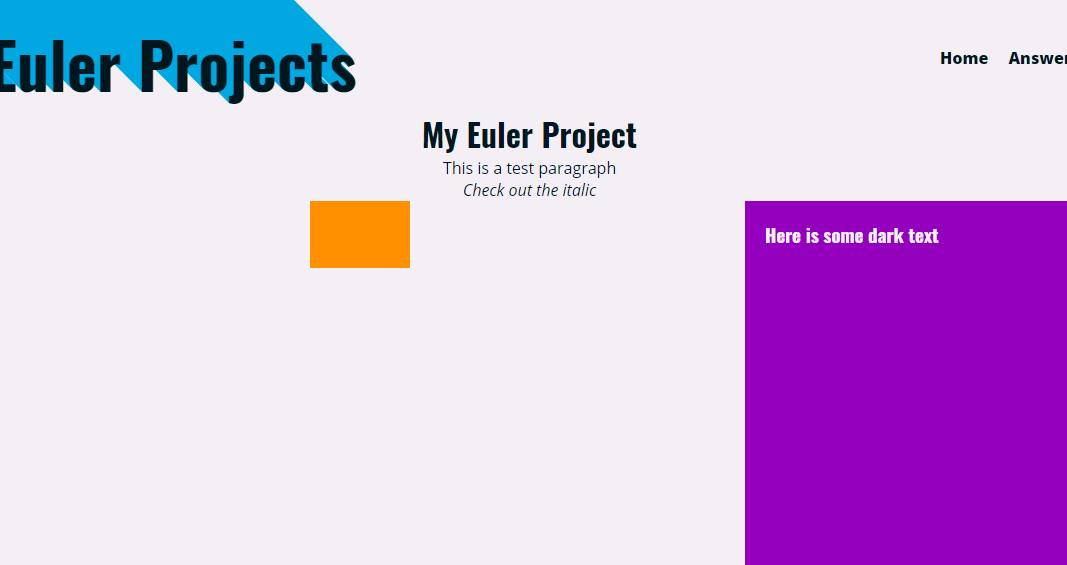 Euler Projects
Home
My Euler Project
This is a test paragraph
Check out the italic
Here is some dark text